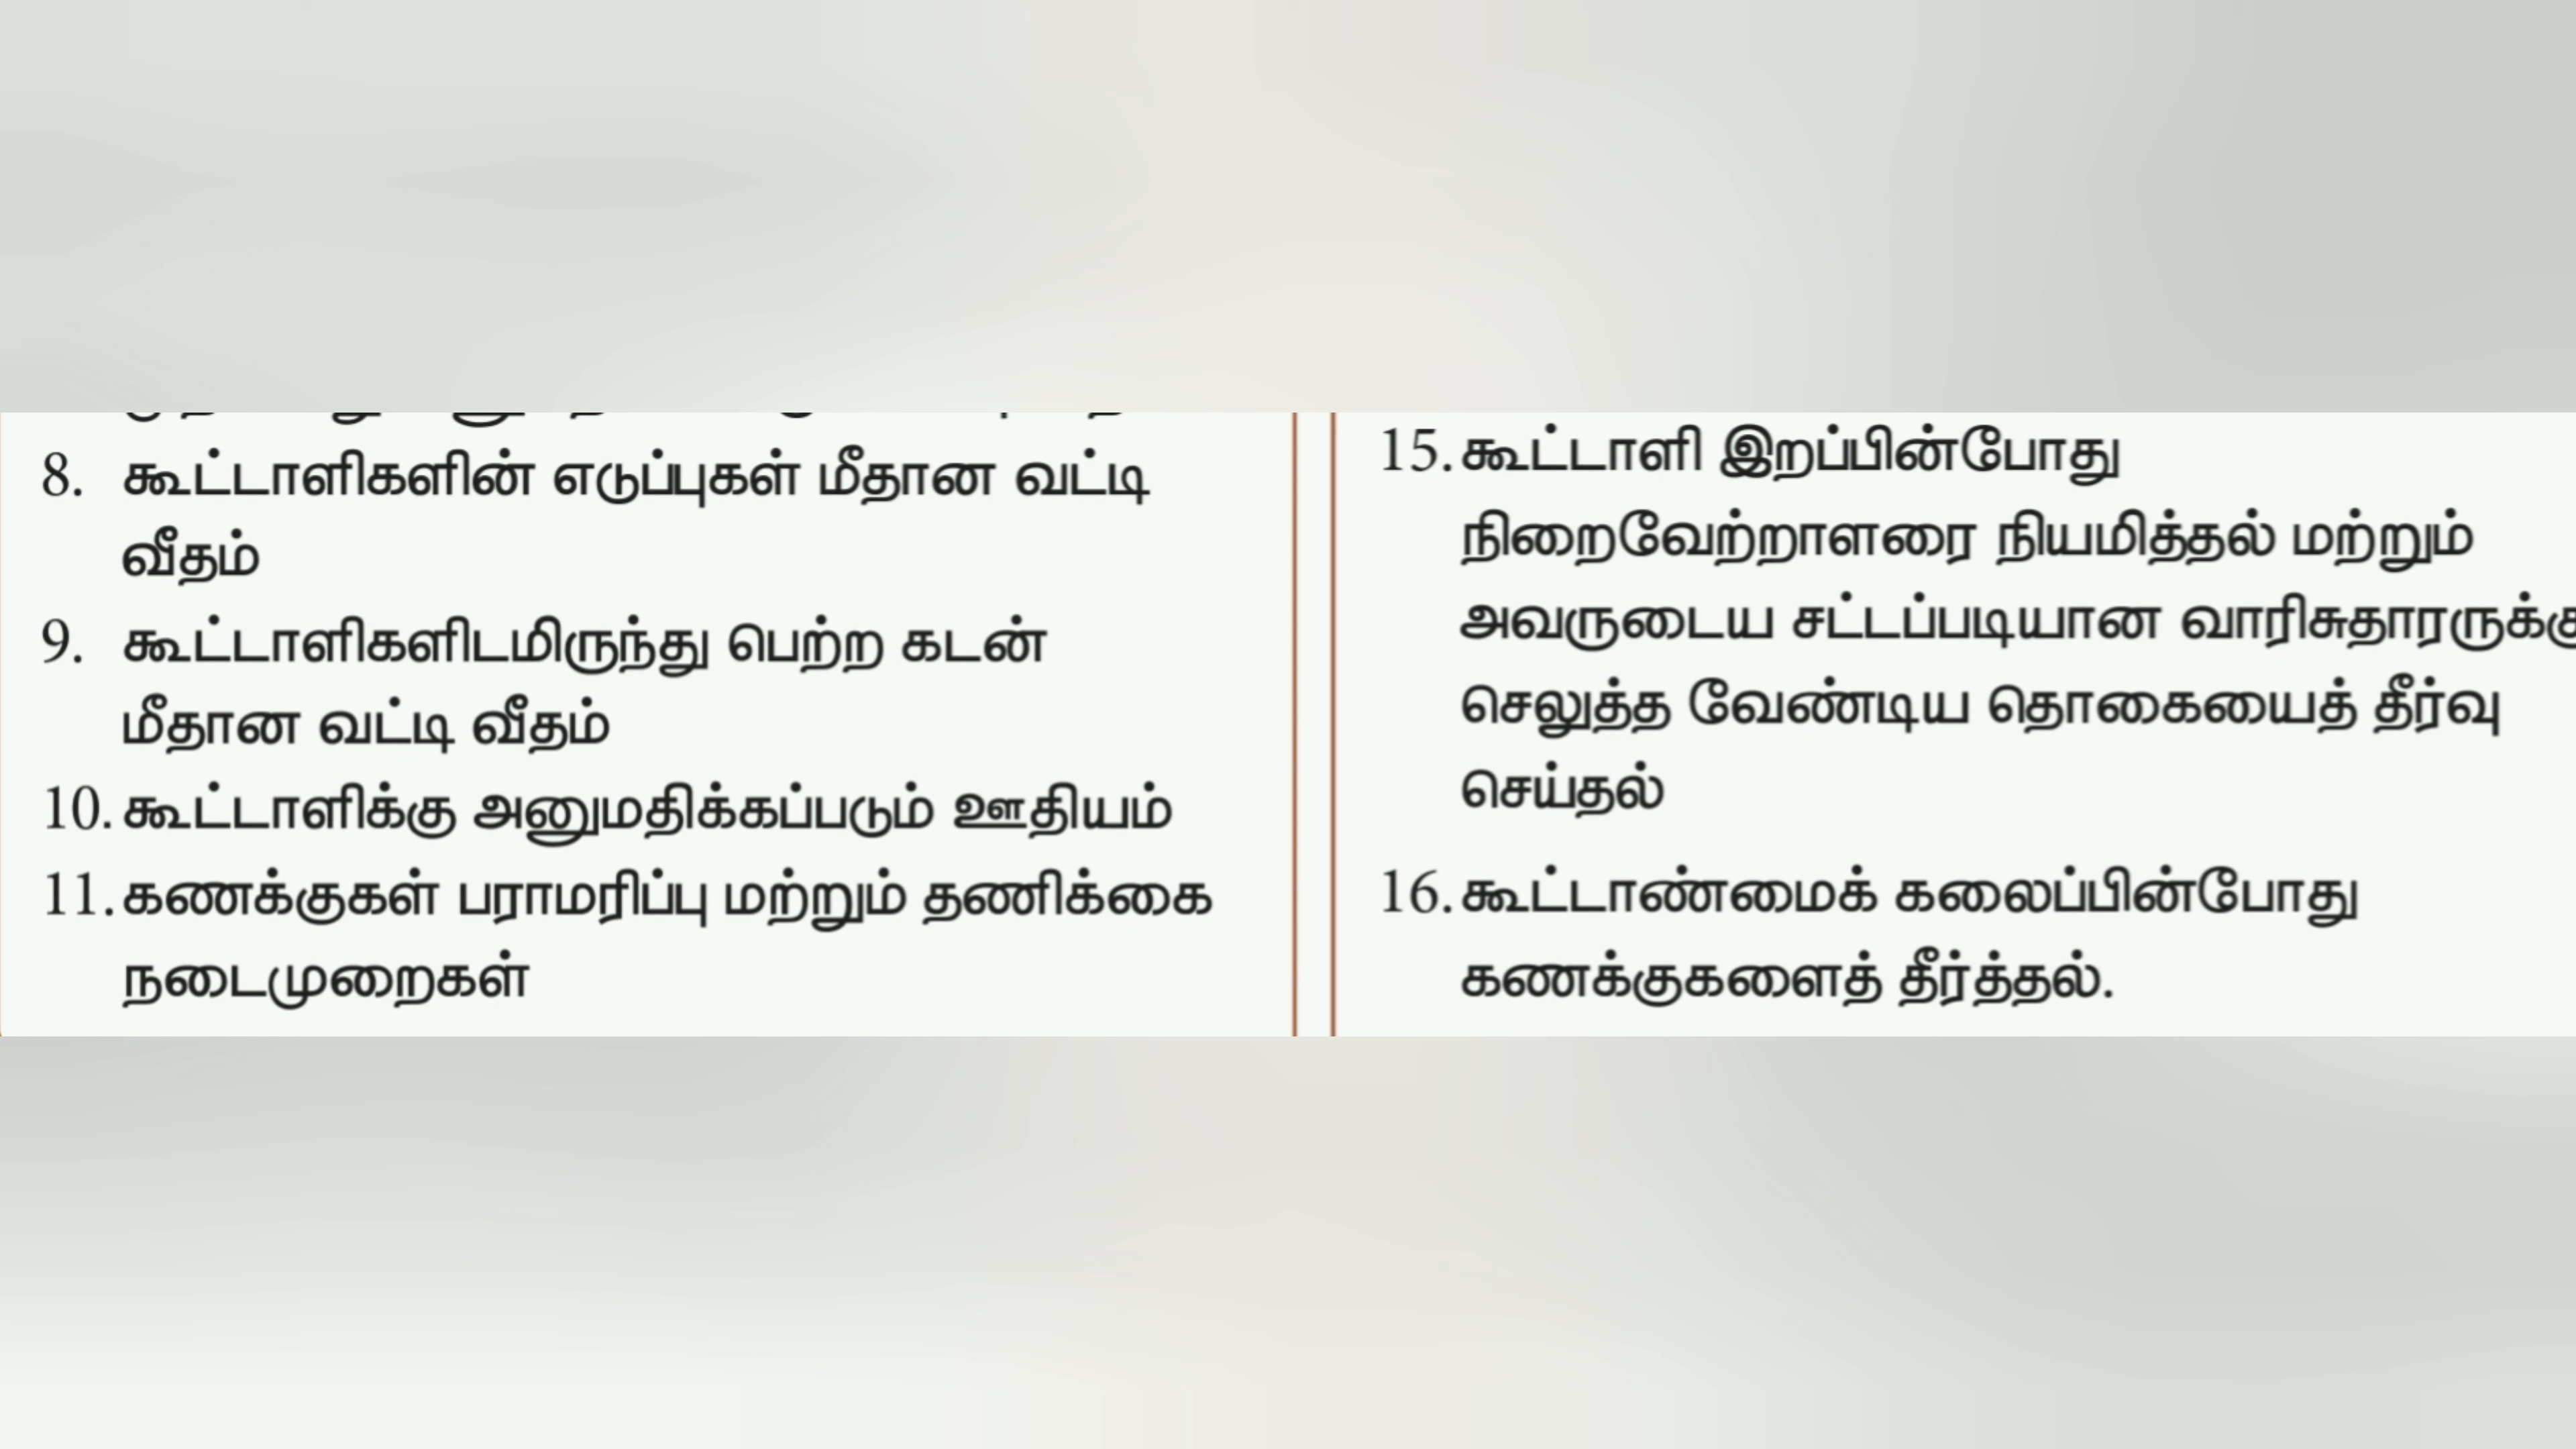 8. கூட்டாளிகளின் எடுப்புகள் மீதான வட்டி
வீதம்
9. கூட்டாளிகளிடமிருந்து பெற்ற கடன்
மீதான வட்டி வீதம்
10. கூட்டாளிக்கு அனுமதிக்கப்படும் ஊதியம்
11. கணக்குகள் பராமரிப்பு மற்றும் தணிக்கை
நடைமுறைகள்
15. கூட்டாளி இறப்பின்போது
நிறைவேற்றாளரை நியமித்தல் மற்றும்
அவருடைய சட்டப்படியான வாரிசுதாரருக்கு
செலுத்த வேண்டிய தொகையைத் தீர்வு
செய்தல்
16. கூட்டாண்மைக் கலைப்பின்போது
கணக்குகளைத் தீர்த்தல்.